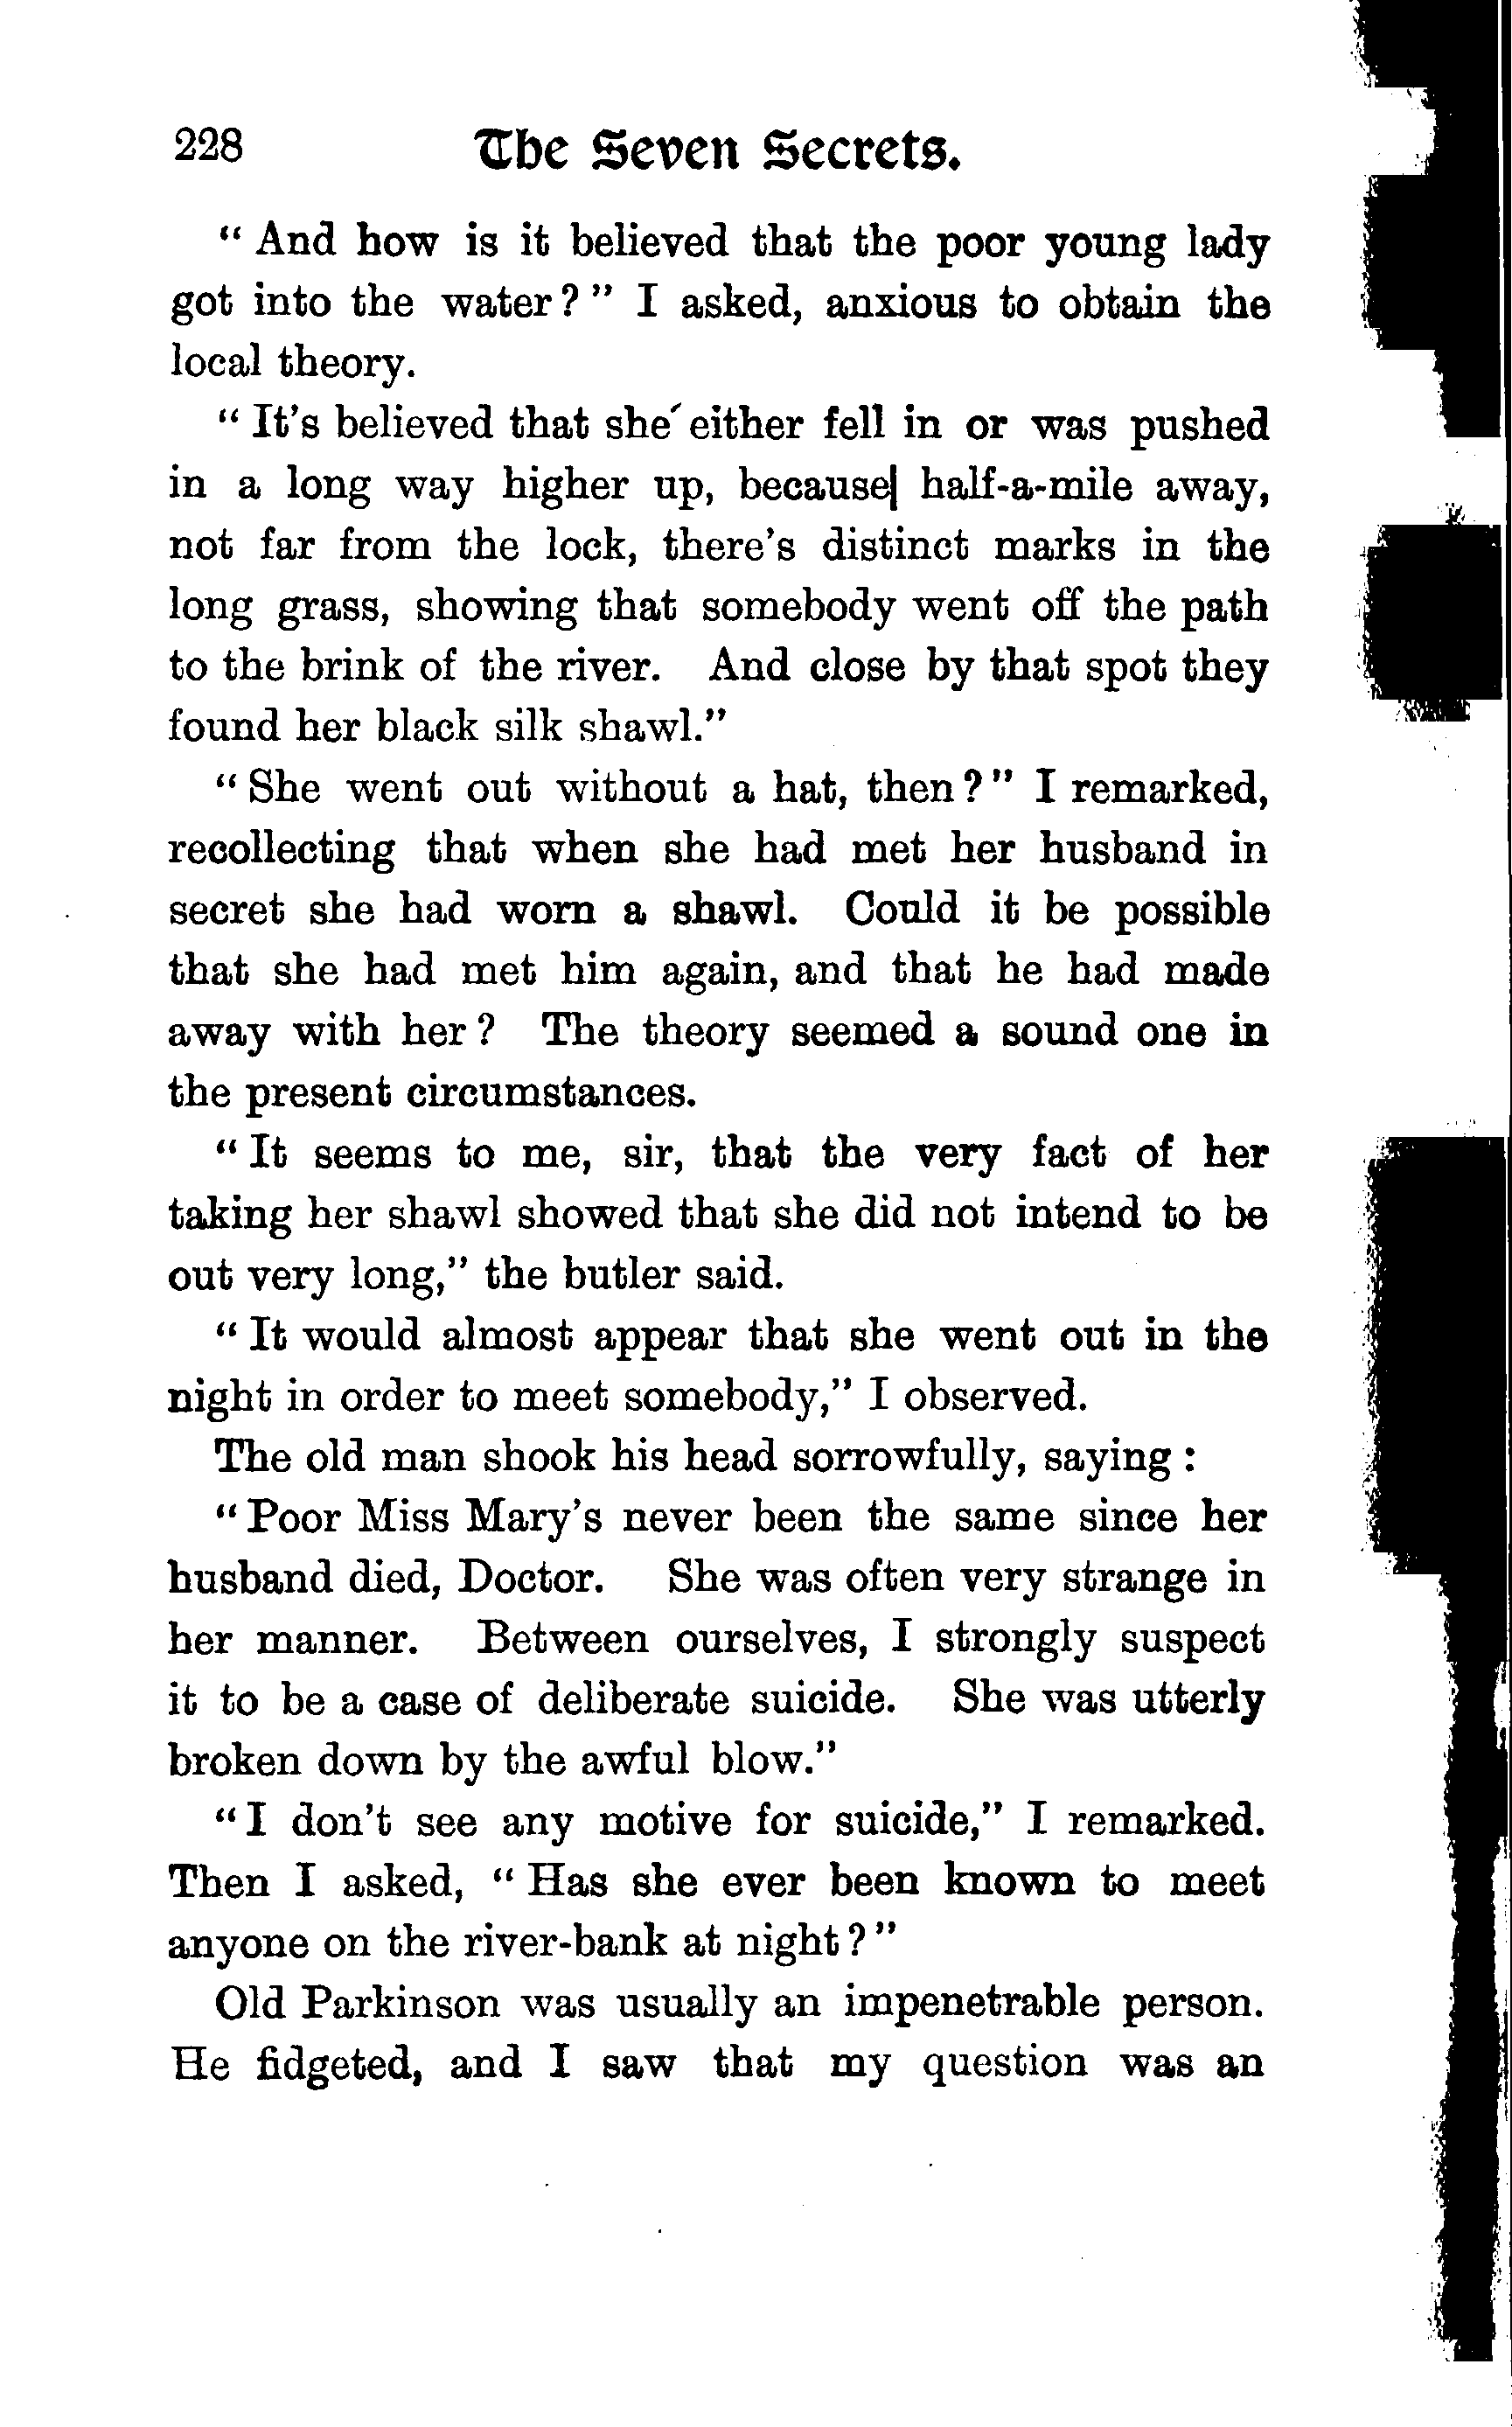 228 The Seven Secrets.
" And how is it believed that the poor young lady
got into the water ? " I asked, anxious to obtain the
local theory.
" It's believed that she either fell in or was pushed
in a long way higher up, because| half-a-mile away,
not far from the lock, there's distinct marks in the
long grass, showing that somebody went off the path
to the brink of the river. And close by that spot they
found her black silk shawl."
" She went out without a hat, then ? " I remarked,
recollecting that when she had met her husband in
secret she had worn a shawl. Could it be possible
that she had met him again, and that he had made
away with her ? The theory seemed a sound one in
the present circumstances.
" It seems to me, sir, that the very fact of her
taking her shawl showed that she did not intend to be
out very long," the butler said.
" It would almost appear that she went out in the
night in order to meet somebody," I observed.
The old man shook his head sorrowfully, saying :
" Poor Miss Mary's never been the same since her
husband died, Doctor. She was often very strange in
her manner. Between ourselves, I strongly suspect
it to be a case of deliberate suicide. She was utterly
broken down by the awful blow."
" I don't see any motive for suicide," I remarked.
Then I asked, " Has she ever been known to meet
anyone on the river-bank at night ? "
Old Parkinson was usually an impenetrable person.
He fidgeted, and I saw that my question was an